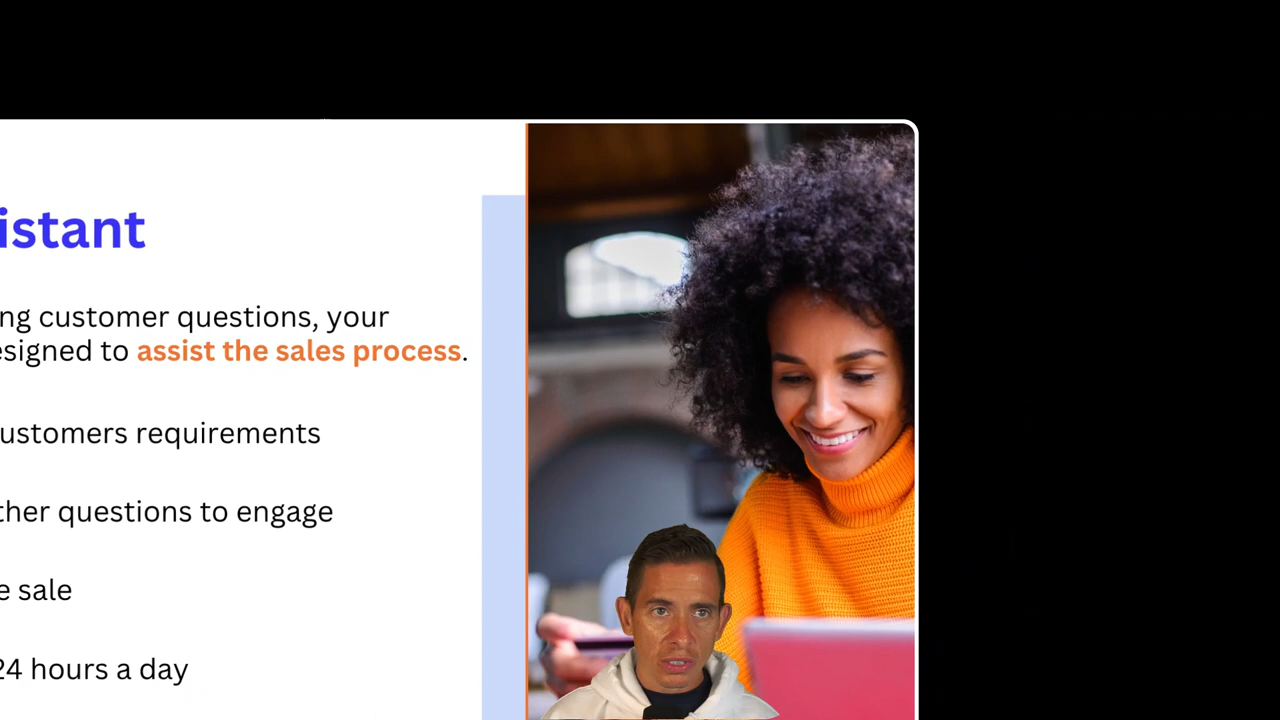 istant
ng customer questions, your
esigned to assist the sales process.
ustomers requirements
ther questions to engage
e sale
24 hours a day